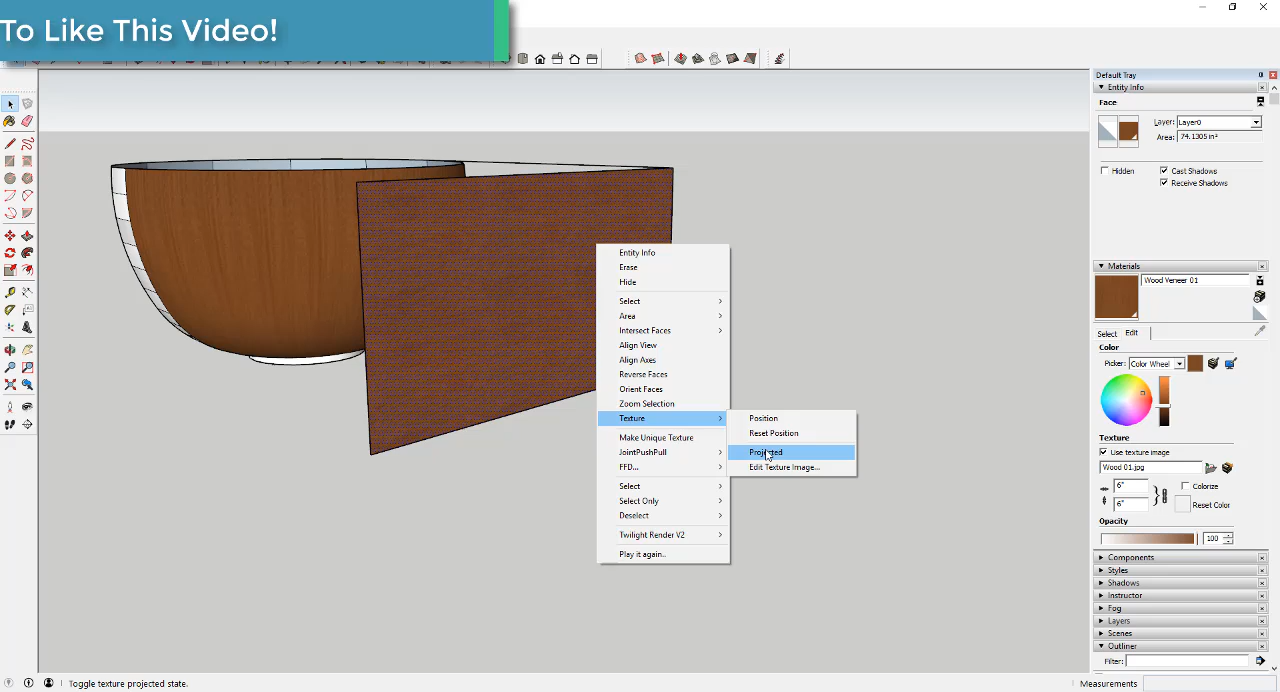 To Like This Video!
Default Tray
Entity Info
Face
Layer: Layer0
Area: 74.1305 in²
Hidden
Cast Shadows
Receive Shadows
Entity Info
Erase
Hide
Select
Area
Intersect Faces
Align View
Align Axes
Reverse Faces
Orient Faces
Zoom Selection
Texture
Make Unique Texture
JointPushPull
FFD...
Select
Select Only
Deselect
Twilight Render V2
Play it again..
Position
Reset Position
Projected
Edit Texture Image...
Materials
Wood Veneer 01
Select Edit
Color
Picker: Color Wheel
Texture
Use texture image
Wood 01.jpg
6"
Colorize
6"
Reset Color
Opacity
100
Components
Styles
Shadows
Instructor
Fog
Layers
Scenes
Outliner
Filter:
Toggle texture projected state.
Measurements